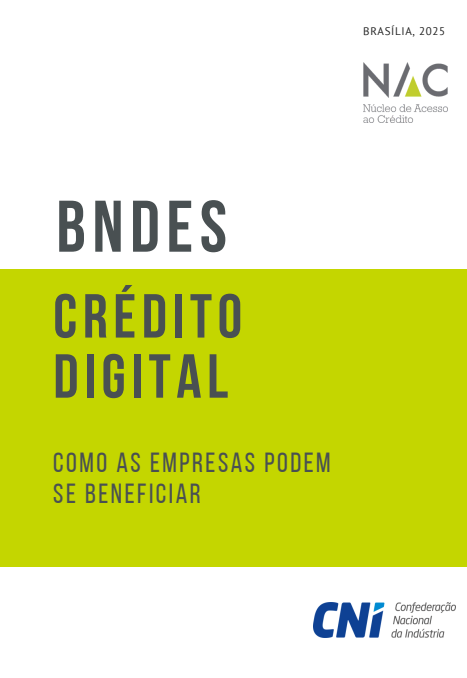 BRASÍLIA, 2025
NAC
Núcleo de Acesso
ao Crédito
BNDES
CRÉDITO
DIGITAL
COMO AS EMPRESAS PODEM
SE BENEFICIAR
CNI
Confederação
Nacional
da Indústria